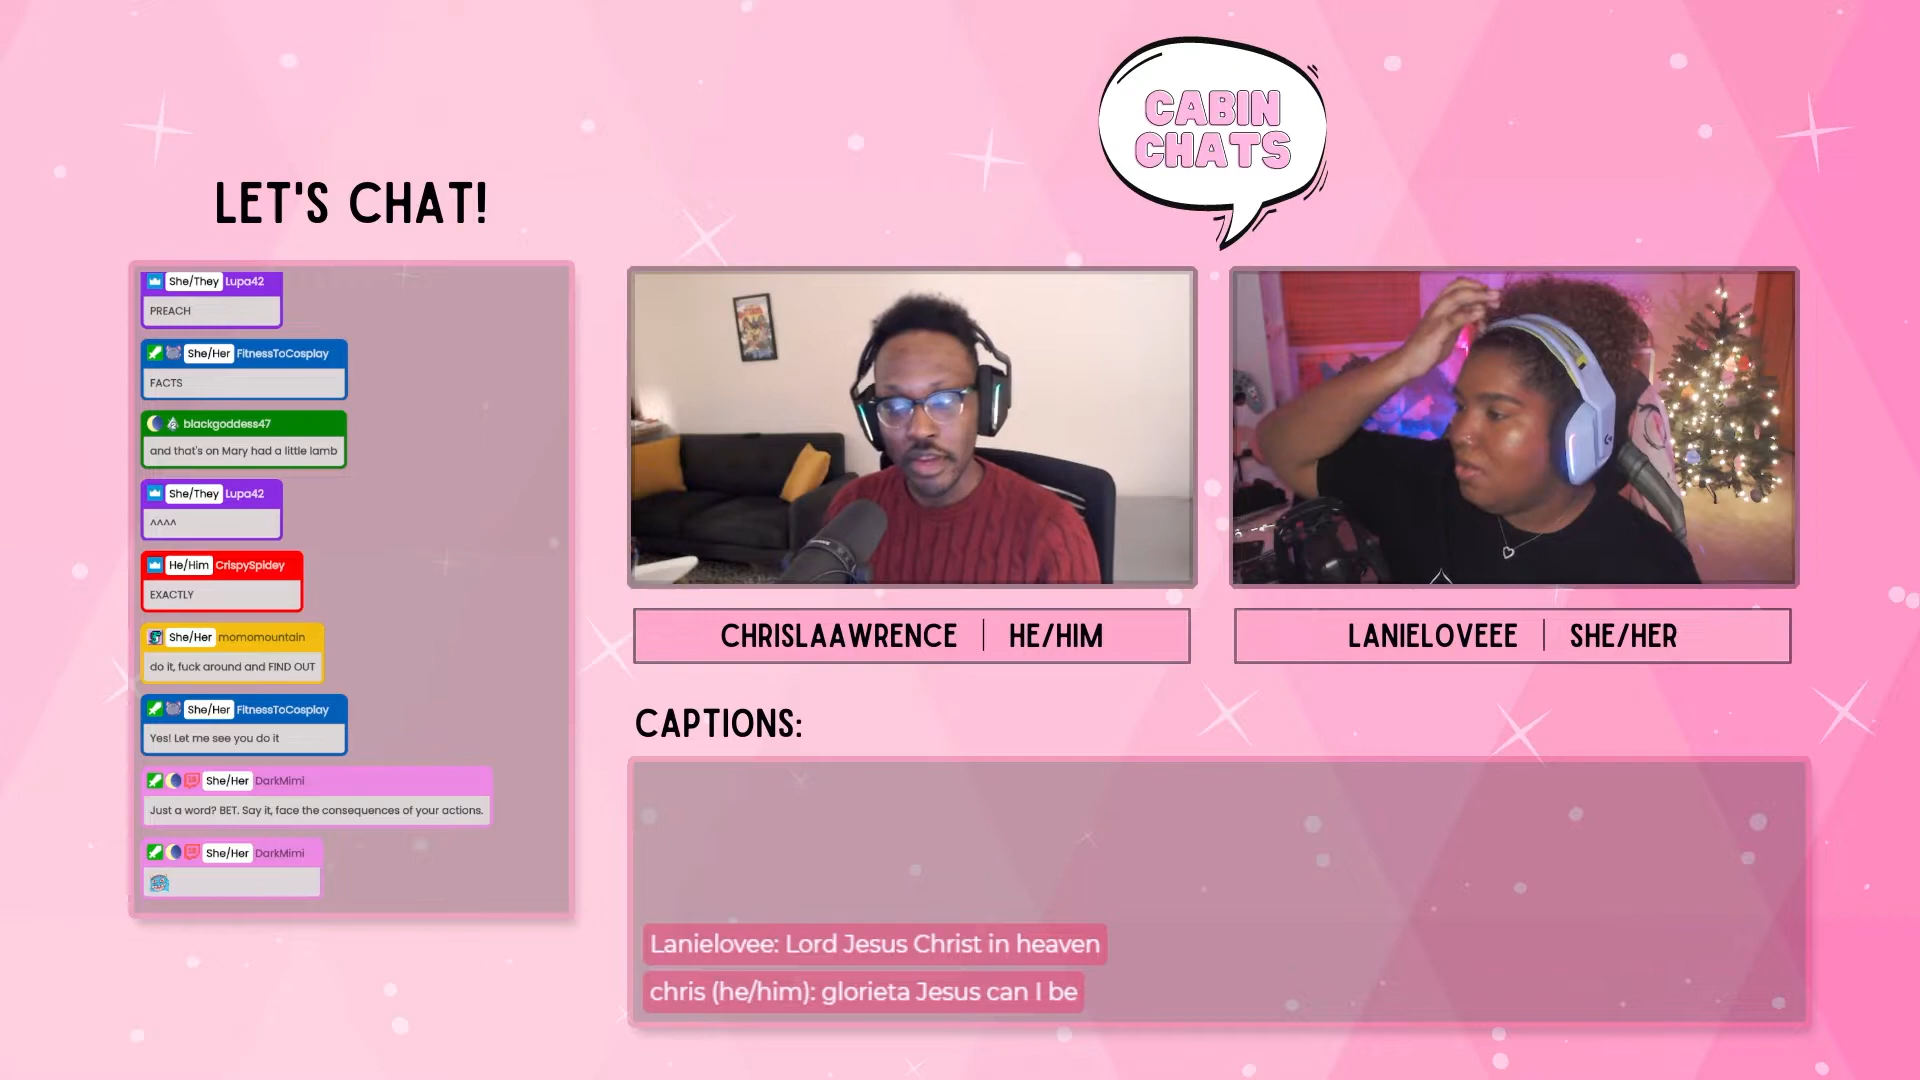 CABIN
CHATS
LET'S CHAT!
She/They Lupa42
PREACH
She/Her FitnessToCosplay
FACTS
blackgoddess47
and that's on Mary had a little lamb
She/They Lupa42
^^^^
He/Him CrispySpidey
EXACTLY
She/Her momomountain
do it, fuck around and FIND OUT
She/Her FitnessToCosplay
Yes! Let me see you do it
She/Her DarkMimi
Just a word? BET. Say it, face the consequences of your actions.
She/Her DarkMimi
CHRISLAAWRENCE | HE/HIM
LANIELOVEEE | SHE/HER
CAPTIONS:
Lanielovee: Lord Jesus Christ in heaven
chris (he/him): glorieta Jesus can I be